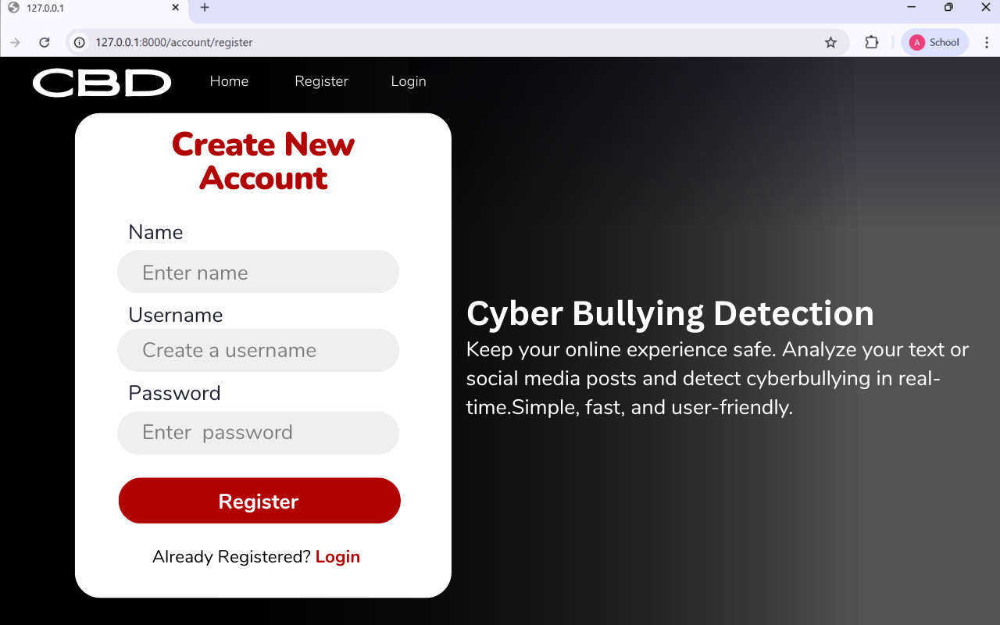 127.0.0.1
127.0.0.1:8000/account/register
A School
CBD Home Register Login
Create New
Account
Name
Enter name
Username
Create a username
Password
Enter password
Register
Already Registered? Login
Cyber Bullying Detection
Keep your online experience safe. Analyze your text or
social media posts and detect cyberbullying in real-
time.Simple, fast, and user-friendly.